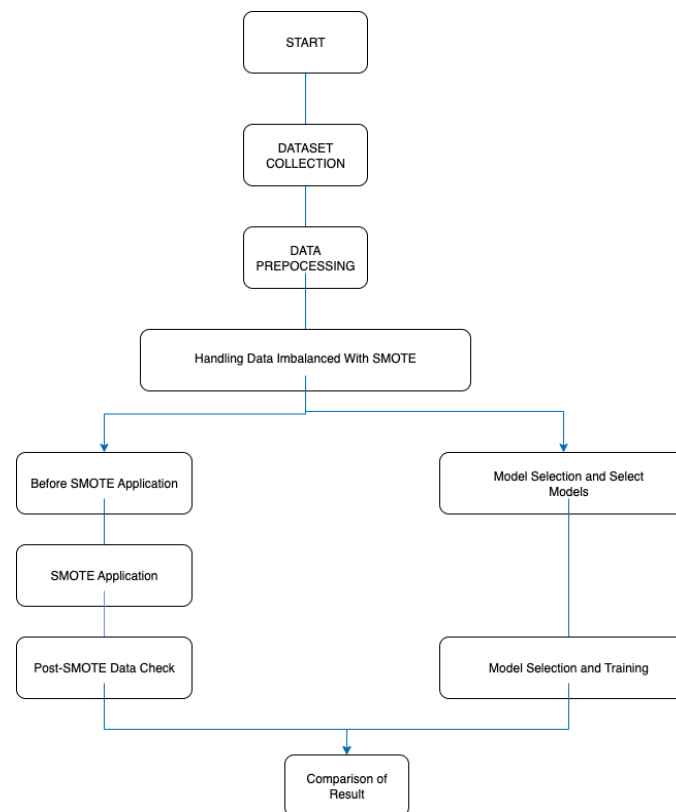 START
DATASET
COLLECTION
DATA
PREPOCESSING
Handling Data Imbalanced With SMOTE
Before SMOTE Application
Model Selection and Select
Models
SMOTE Application
Post-SMOTE Data Check
Model Selection and Training
Comparison of
Result